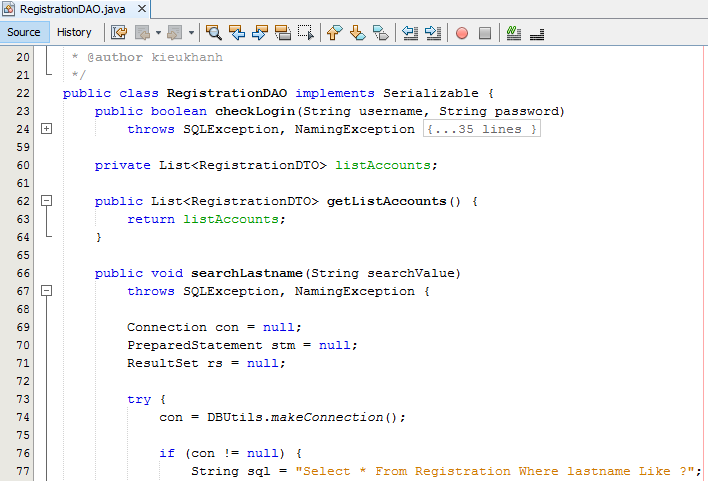 RegistrationDAO.java
Source History
20 * @author kieukhanh
21 */
22 public class RegistrationDAO implements Serializable {
23 public boolean checkLogin(String username, String password)
24 throws SQLException, NamingException {...35 lines }
59
60 private List<RegistrationDTO> listAccounts;
61
62 public List<RegistrationDTO> getListAccounts() {
63 return listAccounts;
64 }
65
66 public void searchLastname(String searchValue)
67 throws SQLException, NamingException {
68
69 Connection con = null;
70 PreparedStatement stm = null;
71 ResultSet rs = null;
72
73 try {
74 con = DBUtils.makeConnection();
75
76 if (con != null) {
77 String sql = "Select * From Registration Where lastname Like ?";